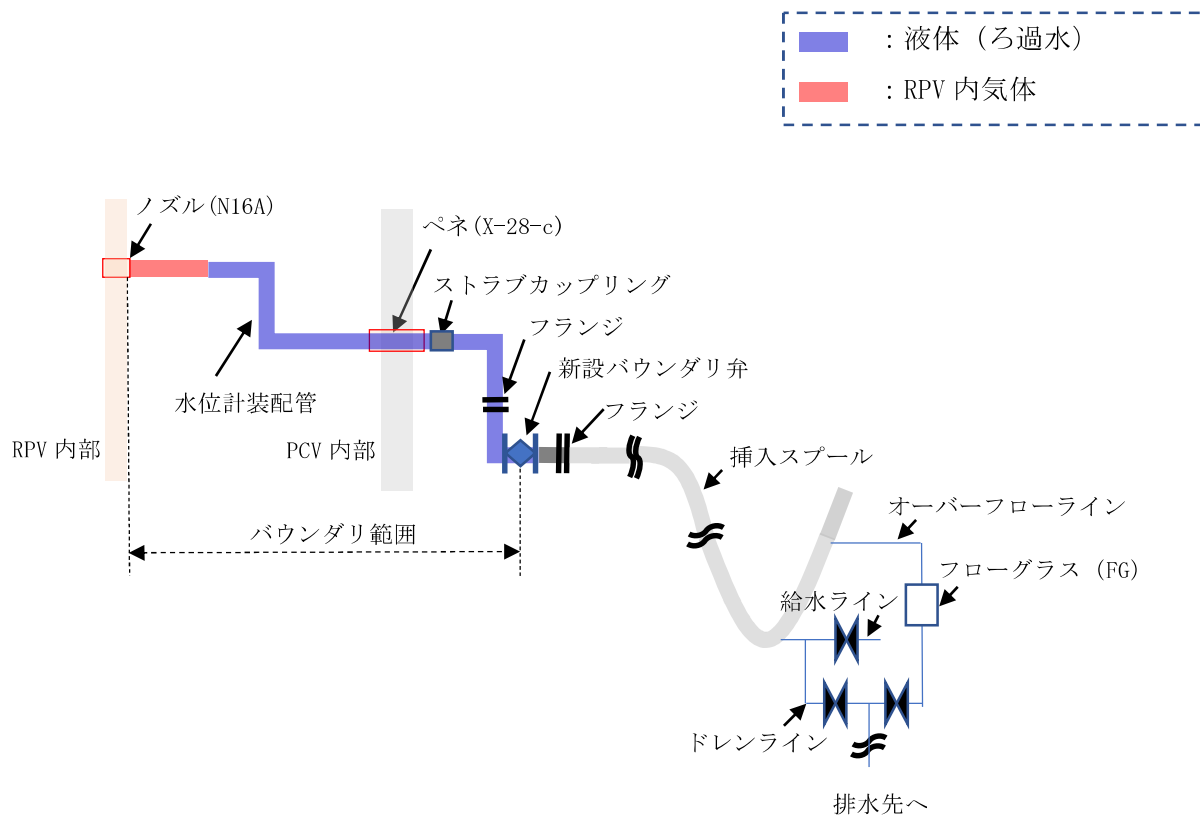 ：液体（ろ過水）
：RPV 内気体
ノズル(N16A)
ペネ(X-28-c)
ストラブカップリング
フランジ
新設バウンダリ弁
水位計装配管
フランジ
RPV 内部
PCV 内部
挿入スプール
オーバーフローライン
バウンダリ範囲
フローグラス（FG）
給水ライン
ドレンライン
排水先へ